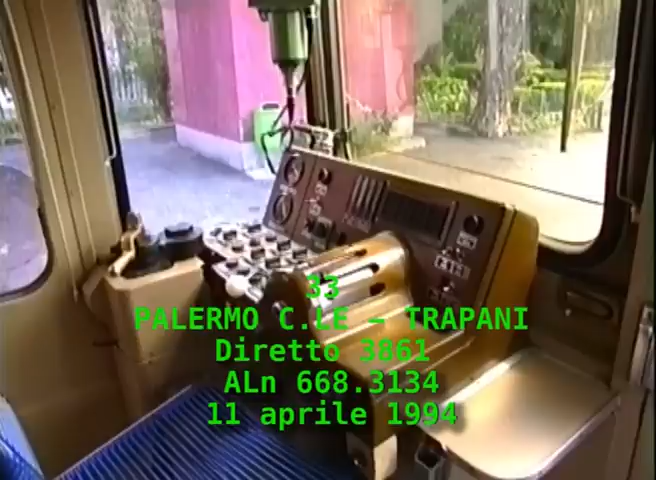 33
PALERMO C.LE - TRAPANI
Diretto 3861
ALn 668.3134
11 aprile 1994